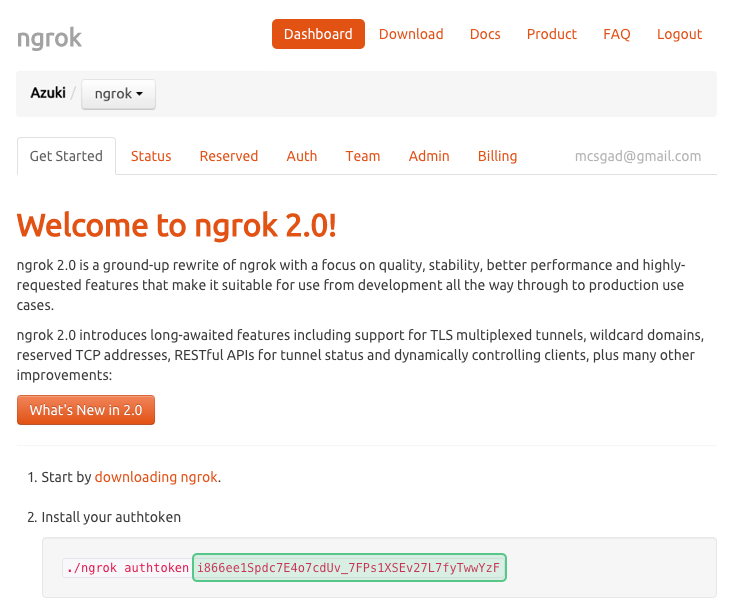 ngrok
Dashboard Download Docs Product FAQ Logout
Azuki / ngrok
Get Started Status Reserved Auth Team Admin Billing mcsgad@gmail.com
Welcome to ngrok 2.0!
ngrok 2.0 is a ground-up rewrite of ngrok with a focus on quality, stability, better performance and highly-
requested features that make it suitable for use from development all the way through to production use
cases.
ngrok 2.0 introduces long-awaited features including support for TLS multiplexed tunnels, wildcard domains,
reserved TCP addresses, RESTful APIs for tunnel status and dynamically controlling clients, plus many other
improvements:
What's New in 2.0
1. Start by downloading ngrok.
2. Install your authtoken
./ngrok authtoken i866ee1Spdc7E4o7cdUv_7FPs1XSEv27L7fyTwwYzF